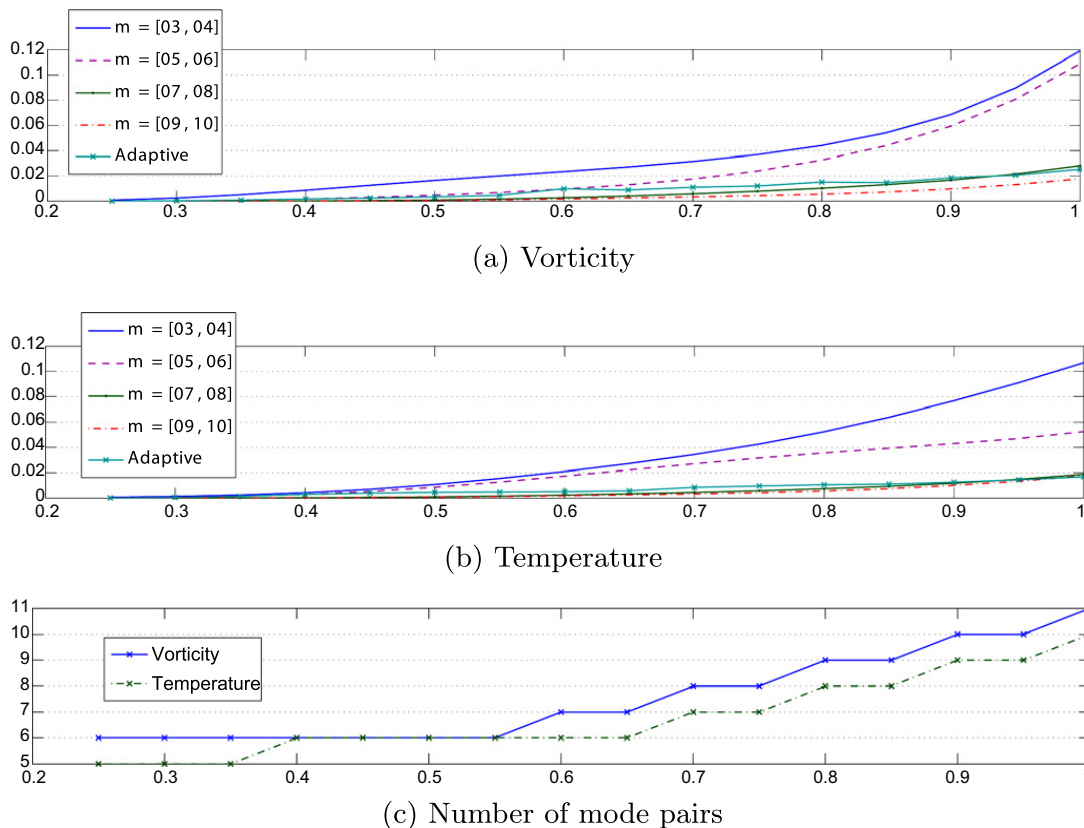 m = [03, 04]
m = [05, 06]
m = [07, 08]
m = [09, 10]
Adaptive
0.12
0.1
0.08
0.06
0.04
0.02
0
0.2 0.3 0.4 0.5 0.6 0.7 0.8 0.9 1
(a) Vorticity
m = [03, 04]
m = [05, 06]
m = [07, 08]
m = [09, 10]
Adaptive
0.12
0.1
0.08
0.06
0.04
0.02
0
0.2 0.3 0.4 0.5 0.6 0.7 0.8 0.9 1
(b) Temperature
11
10
9
8
7
6
5
Vorticity
Temperature
0.2 0.3 0.4 0.5 0.6 0.7 0.8 0.9
(c) Number of mode pairs